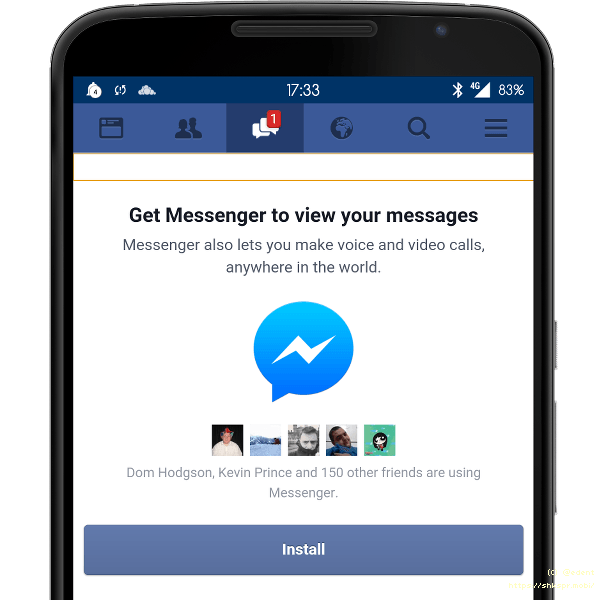 17:33
4G
83%
1
Get Messenger to view your messages
Messenger also lets you make voice and video calls,
anywhere in the world.
Dom Hodgson, Kevin Prince and 150 other friends are using
Messenger.
Install